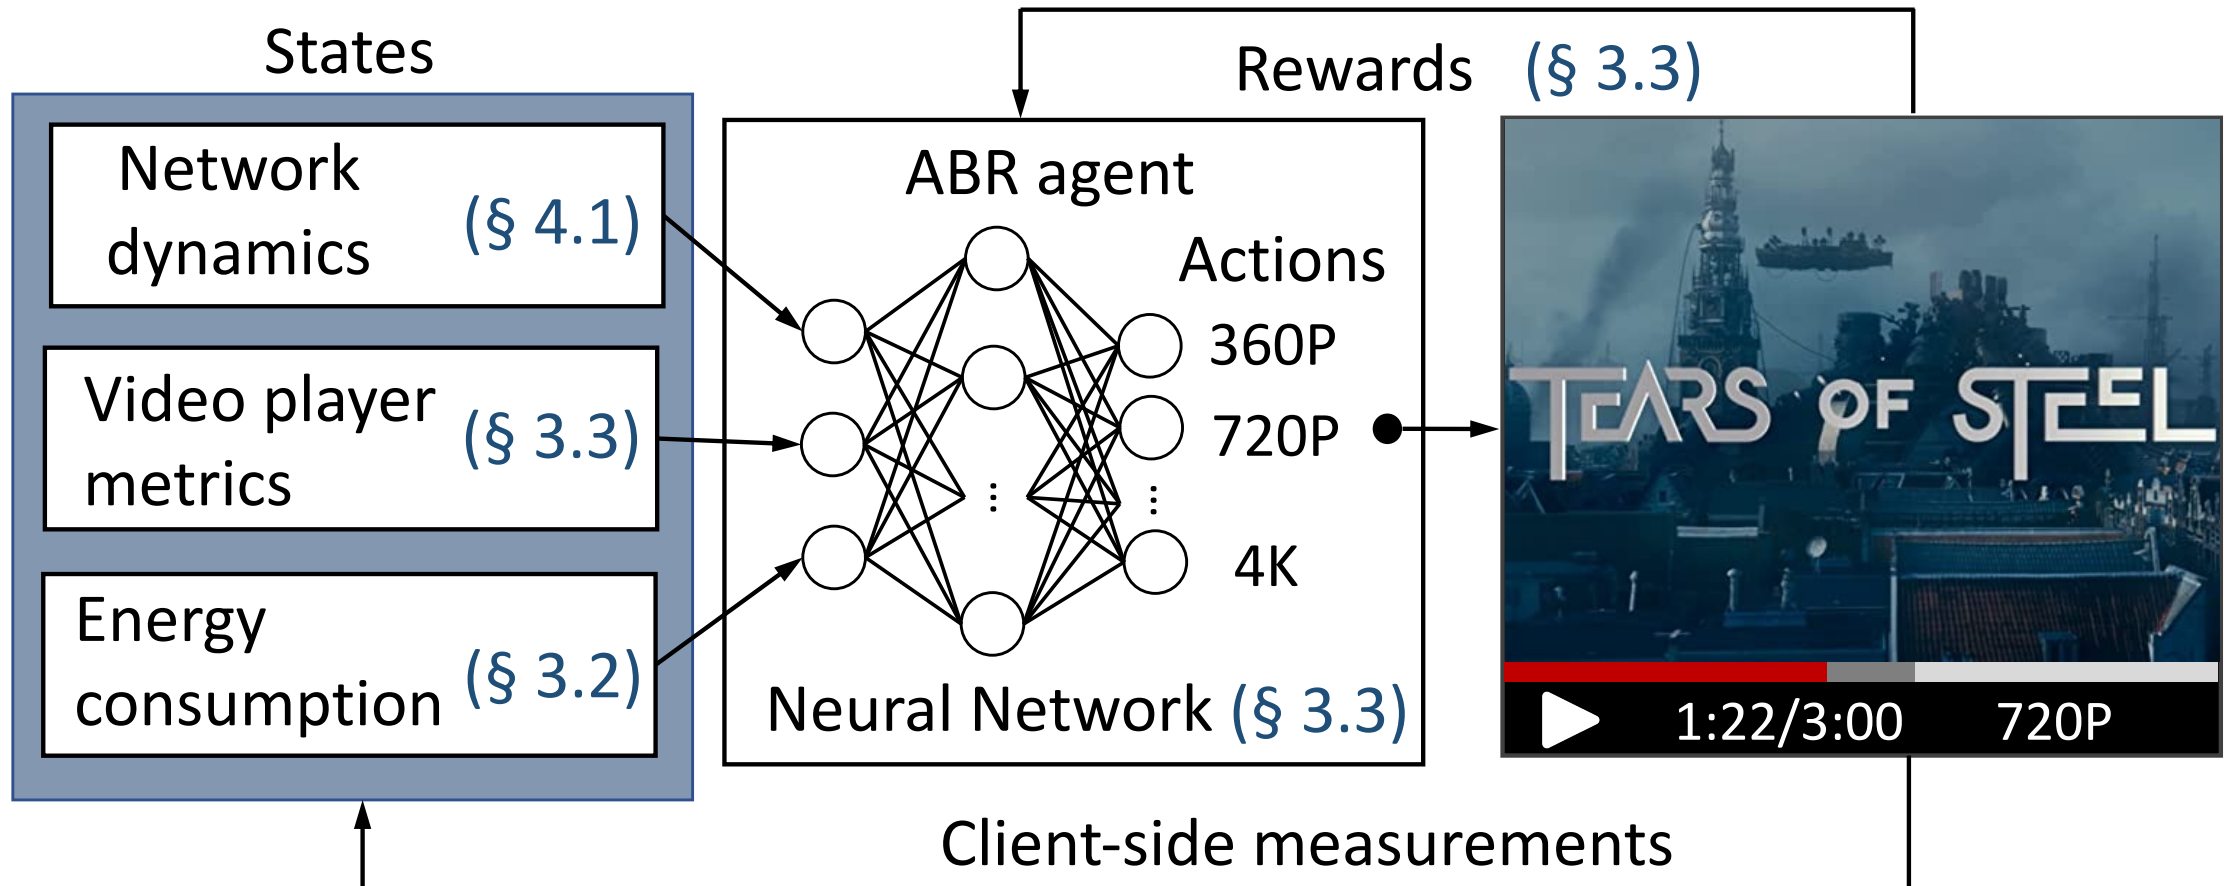 States
Network
dynamics
(§ 4.1)
Video player
metrics
(§ 3.3)
Energy
consumption
(§ 3.2)
Rewards (§ 3.3)
ABR agent
Actions
360P
720P
...
...
4K
Neural Network (§ 3.3)
TEARS OF STEEL
1:22/3:00 720P
Client-side measurements